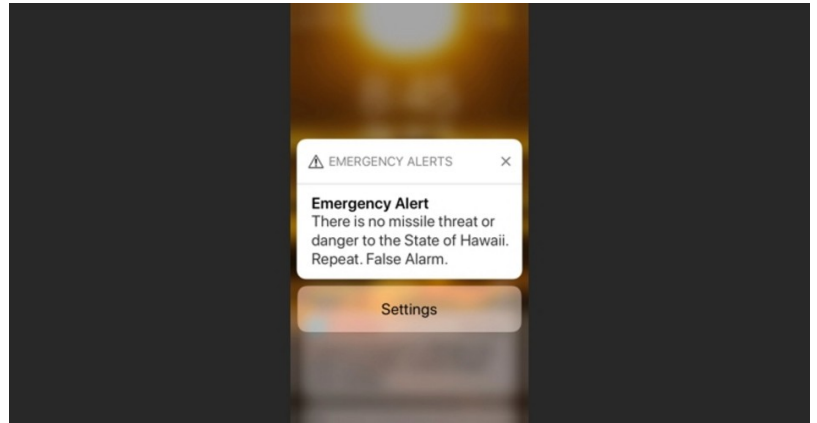 EMERGENCY ALERTS
Emergency Alert
There is no missile threat or
danger to the State of Hawaii.
Repeat. False Alarm.
Settings